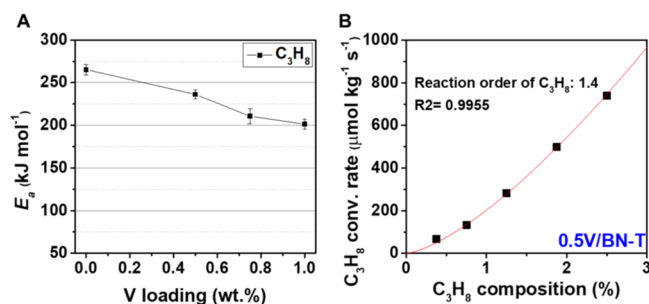 A
B
C₃H₈
300
250
200
150
100
50
0.0 0.2 0.4 0.6 0.8 1.0
Eₐ (kJ mol⁻¹)
V loading (wt.%)
1000
800
600
400
200
0
0 1 2 3
Reaction order of C₃H₈: 1.4
R2= 0.9955
0.5V/BN-T
C₃H₈ conv. rate (μmol kg⁻¹ s⁻¹)
C₃H₈ composition (%)